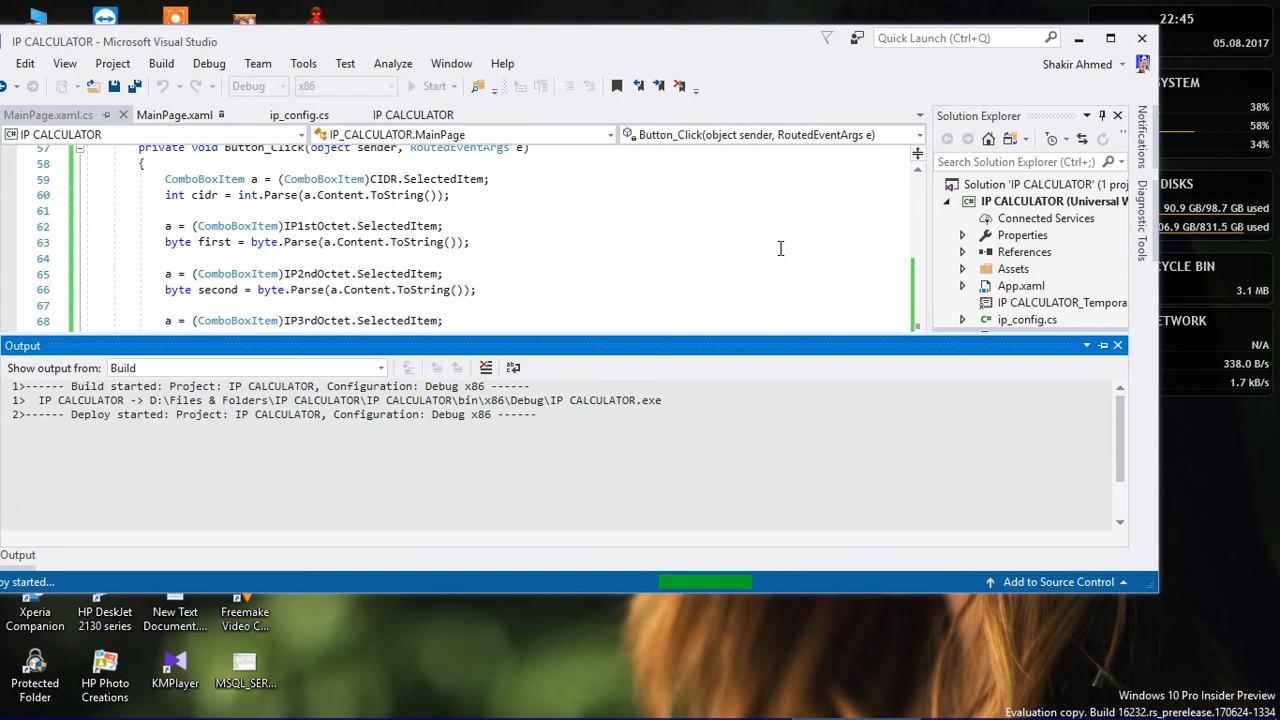 22:45
05.08.2017
IP CALCULATOR - Microsoft Visual Studio
Quick Launch (Ctrl+Q)
Edit View Project Build Debug Team Tools Test Analyze Window Help
Shakir Ahmed
Debug x86 Start
MainPage.xaml.cs MainPage.xaml ip_config.cs IP CALCULATOR
IP CALCULATOR IP_CALCULATOR.MainPage Button_Click(object sender, RoutedEventArgs e)
57 private void Button_Click(object sender, RoutedEventArgs e)
58 {
59 ComboBoxItem a = (ComboBoxItem)CIDR.SelectedItem;
60 int cidr = int.Parse(a.Content.ToString());
61
62 a = (ComboBoxItem)IP1stOctet.SelectedItem;
63 byte first = byte.Parse(a.Content.ToString());
64
65 a = (ComboBoxItem)IP2ndOctet.SelectedItem;
66 byte second = byte.Parse(a.Content.ToString());
67
68 a = (ComboBoxItem)IP3rdOctet.SelectedItem;
Solution Explorer
Search Solution Explorer (Ctrl+;)
Solution 'IP CALCULATOR' (1 proj
IP CALCULATOR (Universal W
Connected Services
Properties
References
Assets
App.xaml
IP CALCULATOR_Tempora
ip_config.cs
Notifications
Diagnostic Tools
SYSTEM
38%
58%
34%
DISKS
90.9 GB/98.7 GB used
06.9 GB/831.5 GB used
CYCLE BIN
3.1 MB
ETWORK
N/A
338.0 B/s
1.7 kB/s
Output
Show output from: Build
1>------ Build started: Project: IP CALCULATOR, Configuration: Debug x86 ------
1> IP CALCULATOR -> D:\Files & Folders\IP CALCULATOR\IP CALCULATOR\bin\x86\Debug\IP CALCULATOR.exe
2>------ Deploy started: Project: IP CALCULATOR, Configuration: Debug x86 ------
Output
oy started...
Add to Source Control
Xperia Companion
HP DeskJet 2130 series
New Text Document....
Freemake Video C...
Protected Folder
HP Photo Creations
KMPlayer
MSQL_SER...
Windows 10 Pro Insider Preview
Evaluation copy. Build 16232.rs_prerelease.170624-1334